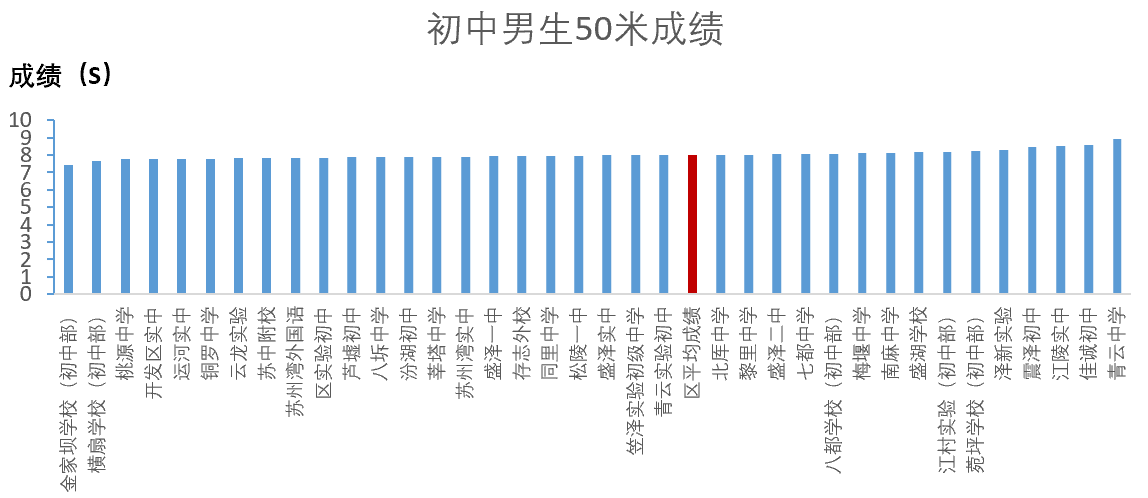 初中男生50米成绩
成绩（S）
10
9
8
7
6
5
4
3
2
1
0
金家坝学校（初中部）
横扇学校（初中部）
桃源中学
开发区实中
运河实中
铜罗中学
云龙实验
苏中附校
苏州湾外国语
区实验初中
芦墟初中
八坼中学
汾湖初中
莘塔中学
苏州湾实中
盛泽一中
存志外校
同里中学
松陵一中
盛泽实中
笠泽实验初级中学
青云实验初中
区平均成绩
北厍中学
黎里中学
盛泽二中
七都中学
八都学校（初中部）
梅堰中学
南麻中学
盛湖学校
江村实验（初中部）
菀坪学校（初中部）
泽新实验
震泽初中
江陵实中
佳诚初中
青云中学